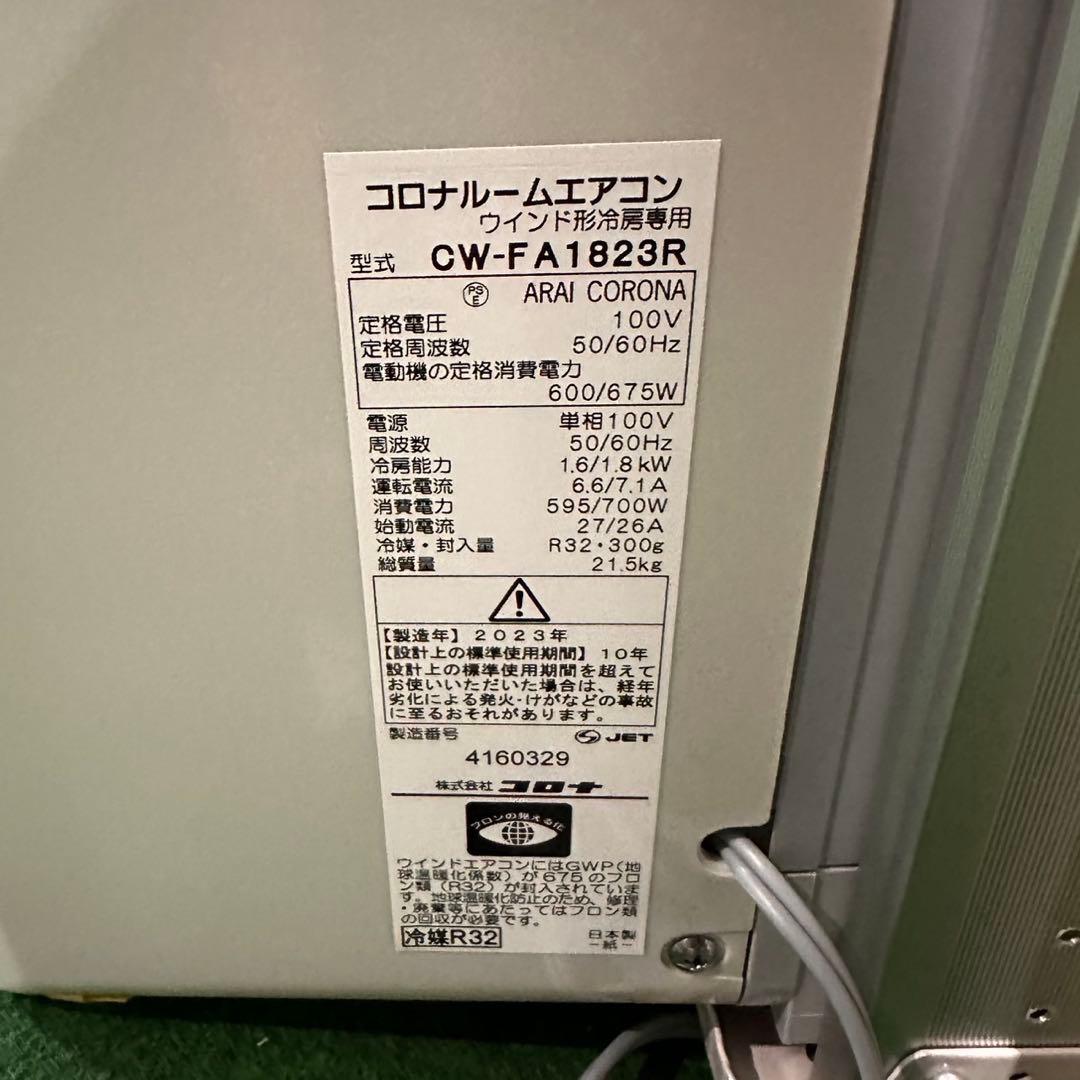 コロナルームエアコン
ウインド形冷房専用
型式 CW-FA1823R
PS E ARAI CORONA
定格電圧 100V
定格周波数 50/60Hz
電動機の定格消費電力
600/675W
電源 単相100V
周波数 50/60Hz
冷房能力 1.6/1.8kW
運転電流 6.6/7.1A
消費電力 595/700W
始動電流 27/26A
冷媒・封入量 R32・300g
総質量 21.5kg
【製造年】2023年
【設計上の標準使用期間】10年
設計上の標準使用期間を超えて
お使いいただいた場合は、経年
劣化による発火・けがなどの事故
に至るおそれがあります。
製造番号 JET
4160329
株式会社 コロナ
フロンの見える化
ウインドエアコンにはGWP(地
球温暖化係数)が675のフロ
ン類(R32)が封入されていま
す。地球温暖化防止のため、修理
・廃棄等にあたってはフロン類
の回収が必要です。
冷媒R32 日本製
－紙－